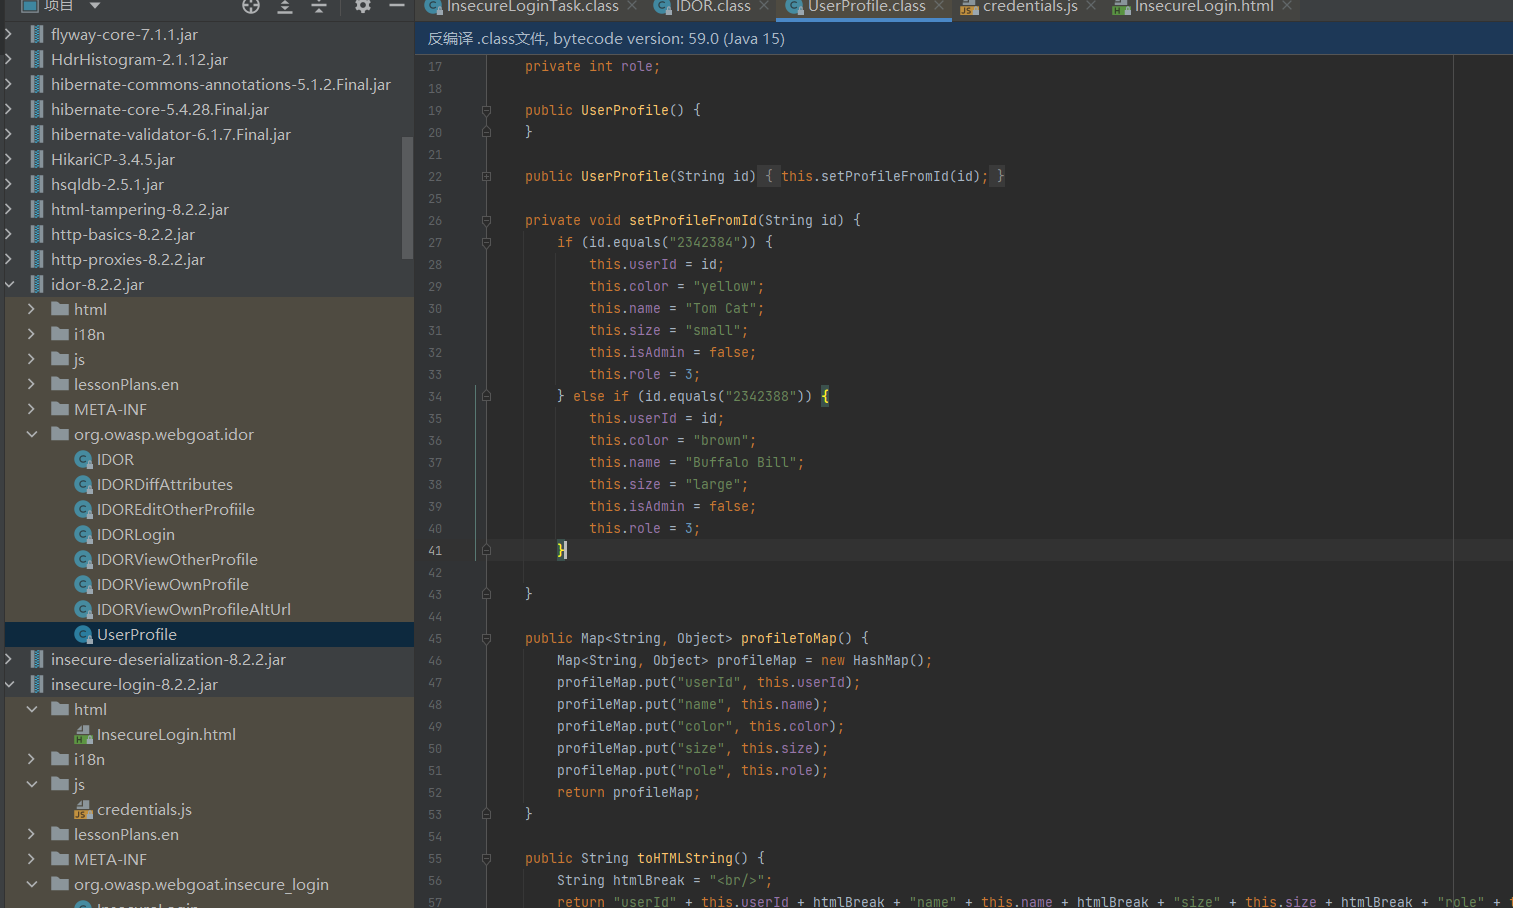 项目
flyway-core-7.1.1.jar
HdrHistogram-2.1.12.jar
hibernate-commons-annotations-5.1.2.Final.jar
hibernate-core-5.4.28.Final.jar
hibernate-validator-6.1.7.Final.jar
HikariCP-3.4.5.jar
hsqldb-2.5.1.jar
html-tampering-8.2.2.jar
http-basics-8.2.2.jar
http-proxies-8.2.2.jar
idor-8.2.2.jar
html
i18n
js
lessonPlans.en
META-INF
org.owasp.webgoat.idor
IDOR
IDORDiffAttributes
IDOREditOtherProfiile
IDORLogin
IDORViewOtherProfile
IDORViewOwnProfile
IDORViewOwnProfileAltUrl
UserProfile
insecure-deserialization-8.2.2.jar
insecure-login-8.2.2.jar
html
InsecureLogin.html
i18n
js
credentials.js
lessonPlans.en
META-INF
org.owasp.webgoat.insecure_login
InsecureLogin
InsecureLoginTask.class IDOR.class UserProfile.class credentials.js InsecureLogin.html
反编译 .class文件, bytecode version: 59.0 (Java 15)
17 private int role;
18
19 public UserProfile() {
20 }
21
22 public UserProfile(String id) { this.setProfileFromId(id); }
25
26 private void setProfileFromId(String id) {
27 if (id.equals("2342384")) {
28 this.userId = id;
29 this.color = "yellow";
30 this.name = "Tom Cat";
31 this.size = "small";
32 this.isAdmin = false;
33 this.role = 3;
34 } else if (id.equals("2342388")) {
35 this.userId = id;
36 this.color = "brown";
37 this.name = "Buffalo Bill";
38 this.size = "large";
39 this.isAdmin = false;
40 this.role = 3;
41 }
42
43 }
44
45 public Map<String, Object> profileToMap() {
46 Map<String, Object> profileMap = new HashMap();
47 profileMap.put("userId", this.userId);
48 profileMap.put("name", this.name);
49 profileMap.put("color", this.color);
50 profileMap.put("size", this.size);
51 profileMap.put("role", this.role);
52 return profileMap;
53 }
54
55 public String toHTMLString() {
56 String htmlBreak = "<br/>";
57 return "userId" + this.userId + htmlBreak + "name" + this.name + htmlBreak + "size" + this.size + htmlBreak + "role" +